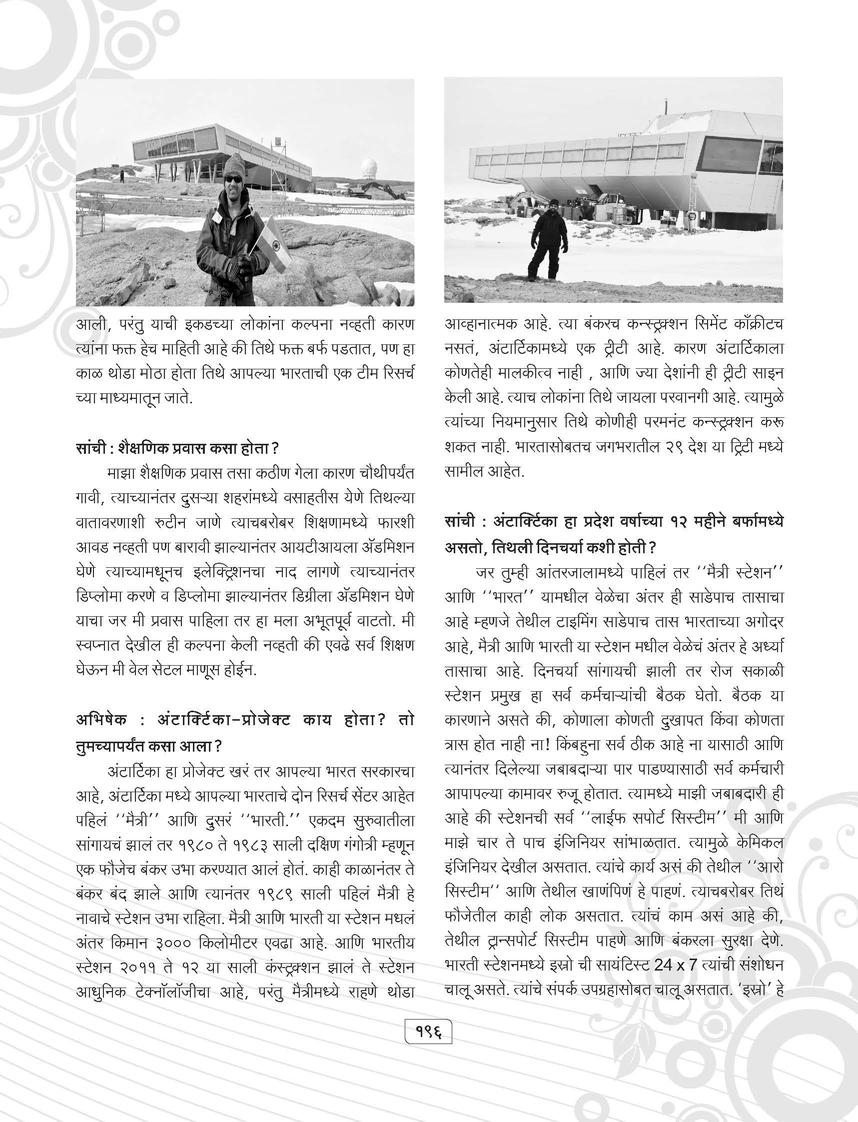 आली, परंतु याची इकडच्या लोकांना कल्पना नव्हती कारण
त्यांना फक्त हेच माहिती आहे की तिथे फक्त बर्फ पडतात, पण हा
काळ थोडा मोठा होता तिथे आपल्या भारताची एक टीम रिसर्च
च्या माध्यमातून जाते.
सांची : शैक्षणिक प्रवास कसा होता ?
माझा शैक्षणिक प्रवास तसा कठीण गेला कारण चौथीपर्यंत
गावी, त्याच्यानंतर दुसऱ्या शहरांमध्ये वसाहतीस येणे तिथल्या
वातावरणाशी रुटीन जाणे त्याचबरोबर शिक्षणामध्ये फारशी
आवड नव्हती पण बारावी झाल्यानंतर आयटीआयला ॲडमिशन
घेणे त्याच्यामधूनच इलेक्ट्रिशनचा नाद लागणे त्याच्यानंतर
डिप्लोमा करणे व डिप्लोमा झाल्यानंतर डिग्रीला ॲडमिशन घेणे
याचा जर मी प्रवास पाहिला तर हा मला अभूतपूर्व वाटतो. मी
स्वप्नात देखील ही कल्पना केली नव्हती की एवढे सर्व शिक्षण
घेऊन मी वेल सेटल माणूस होईन.
अभिषेक : अंटार्क्टिका-प्रोजेक्ट काय होता? तो
तुमच्यापर्यंत कसा आला ?
अंटार्टिका हा प्रोजेक्ट खरं तर आपल्या भारत सरकारचा
आहे, अंटार्टिका मध्ये आपल्या भारताचे दोन रिसर्च सेंटर आहेत
पहिलं ‘‘मैत्री’’ आणि दुसरं ‘‘भारती.’’ एकदम सुरुवातीला
सांगायचं झालं तर १९८० ते १९८३ साली दक्षिण गंगोत्री म्हणून
एक फौजेच बंकर उभा करण्यात आलं होतं. काही काळानंतर ते
बंकर बंद झाले आणि त्यानंतर १९८९ साली पहिलं मैत्री हे
नावाचे स्टेशन उभा राहिला. मैत्री आणि भारती या स्टेशन मधलं
अंतर किमान ३००० किलोमीटर एवढा आहे. आणि भारतीय
स्टेशन २०११ ते १२ या साली कंस्ट्रक्शन झालं ते स्टेशन
आधुनिक टेक्नॉलॉजीचा आहे, परंतु मैत्रीमध्ये राहणे थोडा
आव्हानात्मक आहे. त्या बंकरच कन्स्ट्रक्शन सिमेंट काँक्रीटच
नसतं, अंटार्टिकामध्ये एक ट्रीटी आहे. कारण अंटार्टिकाला
कोणतेही मालकीत्व नाही , आणि ज्या देशांनी ही ट्रीटी साइन
केली आहे. त्याच लोकांना तिथे जायला परवानगी आहे. त्यामुळे
त्यांच्या नियमानुसार तिथे कोणीही परमनंट कन्स्ट्रक्शन करू
शकत नाही. भारतासोबतच जगभरातील २९ देश या ट्रिटी मध्ये
सामील आहेत.
सांची : अंटार्क्टिका हा प्रदेश वर्षाच्या १२ महीने बर्फामध्ये
असतो, तिथली दिनचर्या कशी होती ?
जर तुम्ही आंतरजालामध्ये पाहिलं तर ‘‘मैत्री स्टेशन’’
आणि ‘‘भारत’’ यामधील वेळेचा अंतर ही साडेपाच तासाचा
आहे म्हणजे तेथील टाइमिंग साडेपाच तास भारताच्या अगोदर
आहे, मैत्री आणि भारती या स्टेशन मधील वेळेचं अंतर हे अर्ध्या
तासाचा आहे. दिनचर्या सांगायची झाली तर रोज सकाळी
स्टेशन प्रमुख हा सर्व कर्मचाऱ्यांची बैठक घेतो. बैठक या
कारणाने असते की, कोणाला कोणती दुखापत किंवा कोणता
त्रास होत नाही ना! किंबहुना सर्व ठीक आहे ना यासाठी आणि
त्यानंतर दिलेल्या जबाबदाऱ्या पार पाडण्यासाठी सर्व कर्मचारी
आपापल्या कामावर रुजू होतात. त्यामध्ये माझी जबाबदारी ही
आहे की स्टेशनची सर्व ‘‘लाईफ सपोर्ट सिस्टीम’’ मी आणि
माझे चार ते पाच इंजिनियर सांभाळतात. त्यामुळे केमिकल
इंजिनियर देखील असतात. त्यांचे कार्य असं की तेथील ‘‘आरो
सिस्टीम‘‘ आणि तेथील खाणंपिणं हे पाहणं. त्याचबरोबर तिथं
फौजेतील काही लोक असतात. त्यांचं काम असं आहे की,
तेथील ट्रान्सपोर्ट सिस्टीम पाहणे आणि बंकरला सुरक्षा देणे.
भारती स्टेशनमध्ये इस्रो ची सायंटिस्ट 24 x 7 त्यांची संशोधन
चालू असते. त्यांचे संपर्क उपग्रहासोबत चालू असतात. ‘इस्रो’ हे
१९६